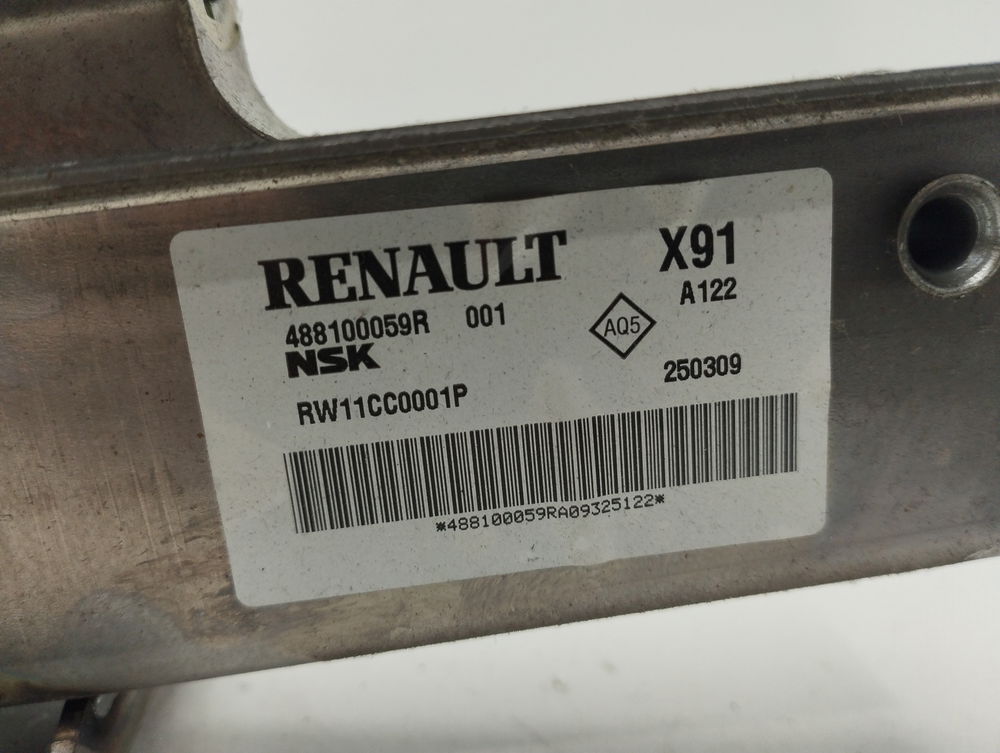 RENAULT X91
488100059R 001 AQ5 A122
NSK
RW11CC0001P 250309
*488100059RA09325122*